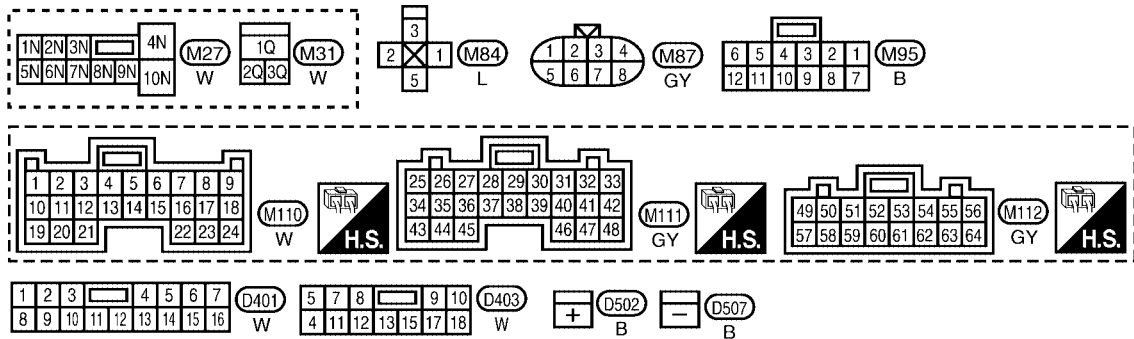 1N 2N 3N 4N
5N 6N 7N 8N 9N 10N
M27
W
1Q
2Q 3Q
M31
W
3
2 1
5
M84
L
1 2 3 4
5 6 7 8
M87
GY
6 5 4 3 2 1
12 11 10 9 8 7
M95
B
1 2 3 4 5 6 7 8 9
10 11 12 13 14 15 16 17 18
19 20 21 22 23 24
M110
W
H.S.
25 26 27 28 29 30 31 32 33
34 35 36 37 38 39 40 41 42
43 44 45 46 47 48
M111
GY
H.S.
49 50 51 52 53 54 55 56
57 58 59 60 61 62 63 64
M112
GY
H.S.
1 2 3 4 5 6 7
8 9 10 11 12 13 14 15 16
D401
W
5 7 8 9 10
4 11 12 13 15 17 18
D403
W
+
D502
B
−
D507
B